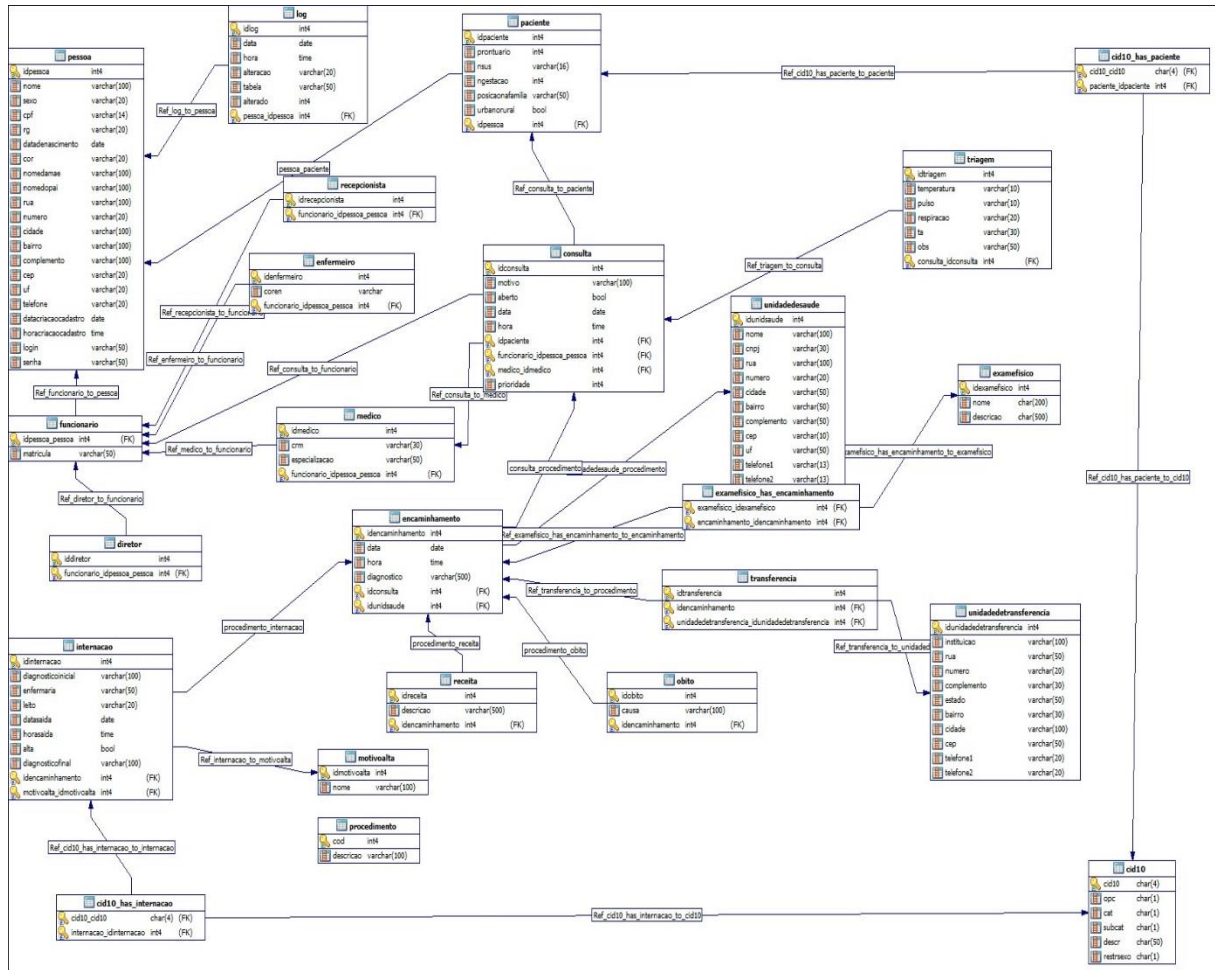 log
idlog int4
data date
hora time
alteracao varchar(20)
tabela varchar(50)
alterado int4
pessoa_idpessoa int4 (FK)
paciente
idpaciente int4
prontuario int4
nsus varchar(16)
ngestacao int4
posicaonafamilia varchar(50)
urbanorural bool
idpessoa int4 (FK)
cid10_has_paciente
cid10_cid10 char(4) (FK)
paciente_idpaciente int4 (FK)
Ref_cid10_has_paciente_to_paciente
pessoa
idpessoa int4
nome varchar(100)
sexo varchar(20)
cpf varchar(14)
rg varchar(20)
datadenascimento date
cor varchar(20)
nomedamae varchar(100)
nomedopai varchar(100)
rua varchar(100)
numero varchar(20)
cidade varchar(100)
bairro varchar(100)
complemento varchar(100)
cep varchar(20)
uf varchar(20)
telefone varchar(20)
datacriacaocadastro date
horacriacaocadastro time
login varchar(50)
senha varchar(50)
Ref_log_to_pessoa
pessoa_paciente
recepcionista
idrecepcionista int4
funcionario_idpessoa_pessoa int4 (FK)
Ref_consulta_to_paciente
triagem
idtriagem int4
temperatura varchar(10)
pulso varchar(10)
respiracao varchar(20)
ta varchar(30)
obs varchar(50)
consulta_idconsulta int4 (FK)
Ref_triagem_to_consulta
enfermeiro
idenfermeiro int4
coren varchar
funcionario_idpessoa_pessoa int4 (FK)
Ref_recepcionista_to_funcionario
Ref_enfermeiro_to_funcionario
Ref_consulta_to_funcionario
consulta
idconsulta int4
motivo varchar(100)
aberto bool
data date
hora time
idpaciente int4 (FK)
funcionario_idpessoa_pessoa int4 (FK)
medico_idmedico int4 (FK)
prioridade int4
Ref_consulta_to_medico
unidadedesaude
idunidsaude int4
nome varchar(100)
cnpj varchar(30)
rua varchar(100)
numero varchar(20)
cidade varchar(50)
bairro varchar(50)
complemento varchar(50)
cep varchar(10)
uf varchar(50)
telefone1 varchar(13)
telefone2 varchar(13)
examefisico
idexamefisico int4
nome char(200)
descricao char(500)
Ref_funcionario_to_pessoa
funcionario
idpessoa_pessoa int4 (FK)
matricula varchar(50)
Ref_medico_to_funcionario
medico
idmedico int4
crm varchar(30)
especializacao varchar(50)
funcionario_idpessoa_pessoa int4 (FK)
consulta_procedimento
adedesaude_procedimento
examefisico_has_encaminhamento_to_examefisico
Ref_cid10_has_paciente_to_cid10
Ref_diretor_to_funcionario
diretor
iddiretor int4
funcionario_idpessoa_pessoa int4 (FK)
examefisico_has_encaminhamento
examefisico_idexamefisico int4 (FK)
encaminhamento_idencaminhamento int4 (FK)
Ref_examefisico_has_encaminhamento_to_encaminhamento
encaminhamento
idencaminhamento int4
data date
hora time
diagnostico varchar(500)
idconsulta int4 (FK)
idunidsaude int4 (FK)
Ref_transferencia_to_procedimento
transferencia
idtransferencia int4
idencaminhamento int4 (FK)
unidadedetransferencia_idunidadedetransferencia int4 (FK)
Ref_transferencia_to_unidaded
unidadedetransferencia
idunidadedetransferencia int4
instituicao varchar(100)
rua varchar(50)
numero varchar(20)
complemento varchar(30)
estado varchar(50)
bairro varchar(30)
cidade varchar(100)
cep varchar(50)
telefone1 varchar(20)
telefone2 varchar(20)
procedimento_internacao
procedimento_receita
procedimento_obito
internacao
idinternacao int4
diagnosticoinicial varchar(100)
enfermaria varchar(50)
leito varchar(20)
datasaida date
horasaida time
alta bool
diagnosticofinal varchar(100)
idencaminhamento int4 (FK)
motivoalta_idmotivoalta int4 (FK)
receita
idreceita int4
descricao varchar(500)
idencaminhamento int4 (FK)
obito
idobito int4
causa varchar(100)
idencaminhamento int4 (FK)
Ref_internacao_to_motivoalta
motivoalta
idmotivoalta int4
nome varchar(100)
procedimento
cod int4
descricao varchar(100)
Ref_cid10_has_internacao_to_internacao
cid10_has_internacao
cid10_cid10 char(4) (FK)
internacao_idinternacao int4 (FK)
Ref_cid10_has_internacao_to_cid10
cid10
cid10 char(4)
opc char(1)
cat char(1)
subcat char(1)
descr char(50)
restrsexo char(1)